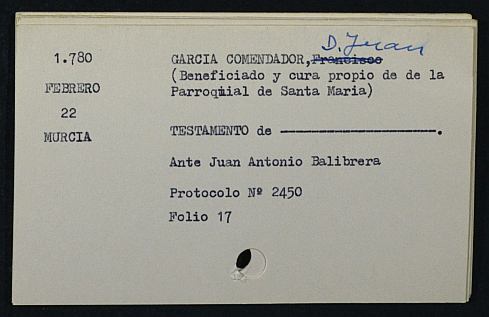 D. Juan
1.780 GARCIA COMENDADOR, Francisco
(Beneficiado y cura propio de de la
FEBRERO Parroquial de Santa Maria)
22
MURCIA TESTAMENTO de ——————————.
Ante Juan Antonio Balibrera
Protocolo Nº 2450
Folio 17